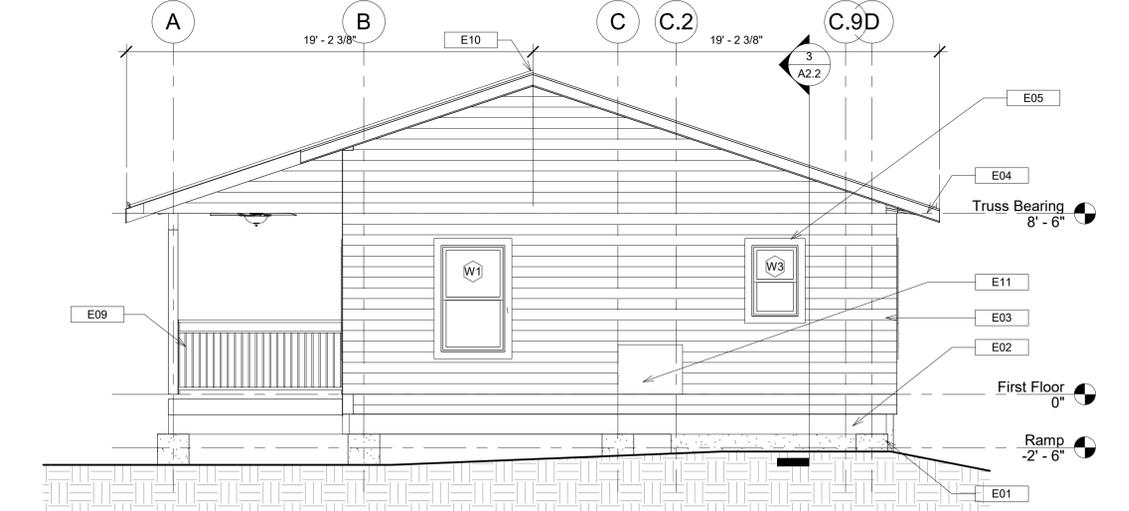 A
B
C
C.2
C.9
D
19' - 2 3/8"
E10
19' - 2 3/8"
3
A2.2
E05
E04
Truss Bearing
8' - 6"
W1
W3
E11
E09
E03
E02
First Floor
0"
Ramp
-2' - 6"
E01